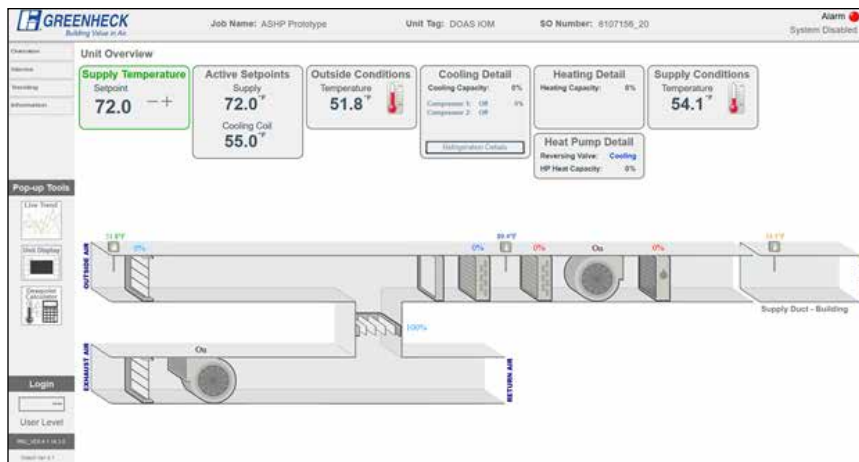 GREENHECK
Building Value in Air.
Job Name: ASHP Prototype
Unit Tag: DOAS IOM
SO Number: 8107156_20
Alarm
System Disabled
Overview
Unit Overview
Trending
Information
Supply Temperature
Setpoint
72.0 −+
Active Setpoints
Supply
72.0 °F
Cooling Coil
55.0 °F
Outside Conditions
Temperature
51.8 °F
Cooling Detail
Cooling Capacity: 0%
Compressor 1: Off 0%
Compressor 2: Off
Refrigeration Details
Heating Detail
Heating Capacity: 0%
Heat Pump Detail
Reversing Valve: Cooling
HP Heat Capacity: 0%
Supply Conditions
Temperature
54.1 °F
Pop-up Tools
Live Trend
Unit Display
Dewpoint
Calculator
51.8°F
0%
0%
0%
On
0%
OUTSIDE AIR
Supply Duct - Building
100%
On
EXHAUST AIR
RETURN AIR
Login
User Level